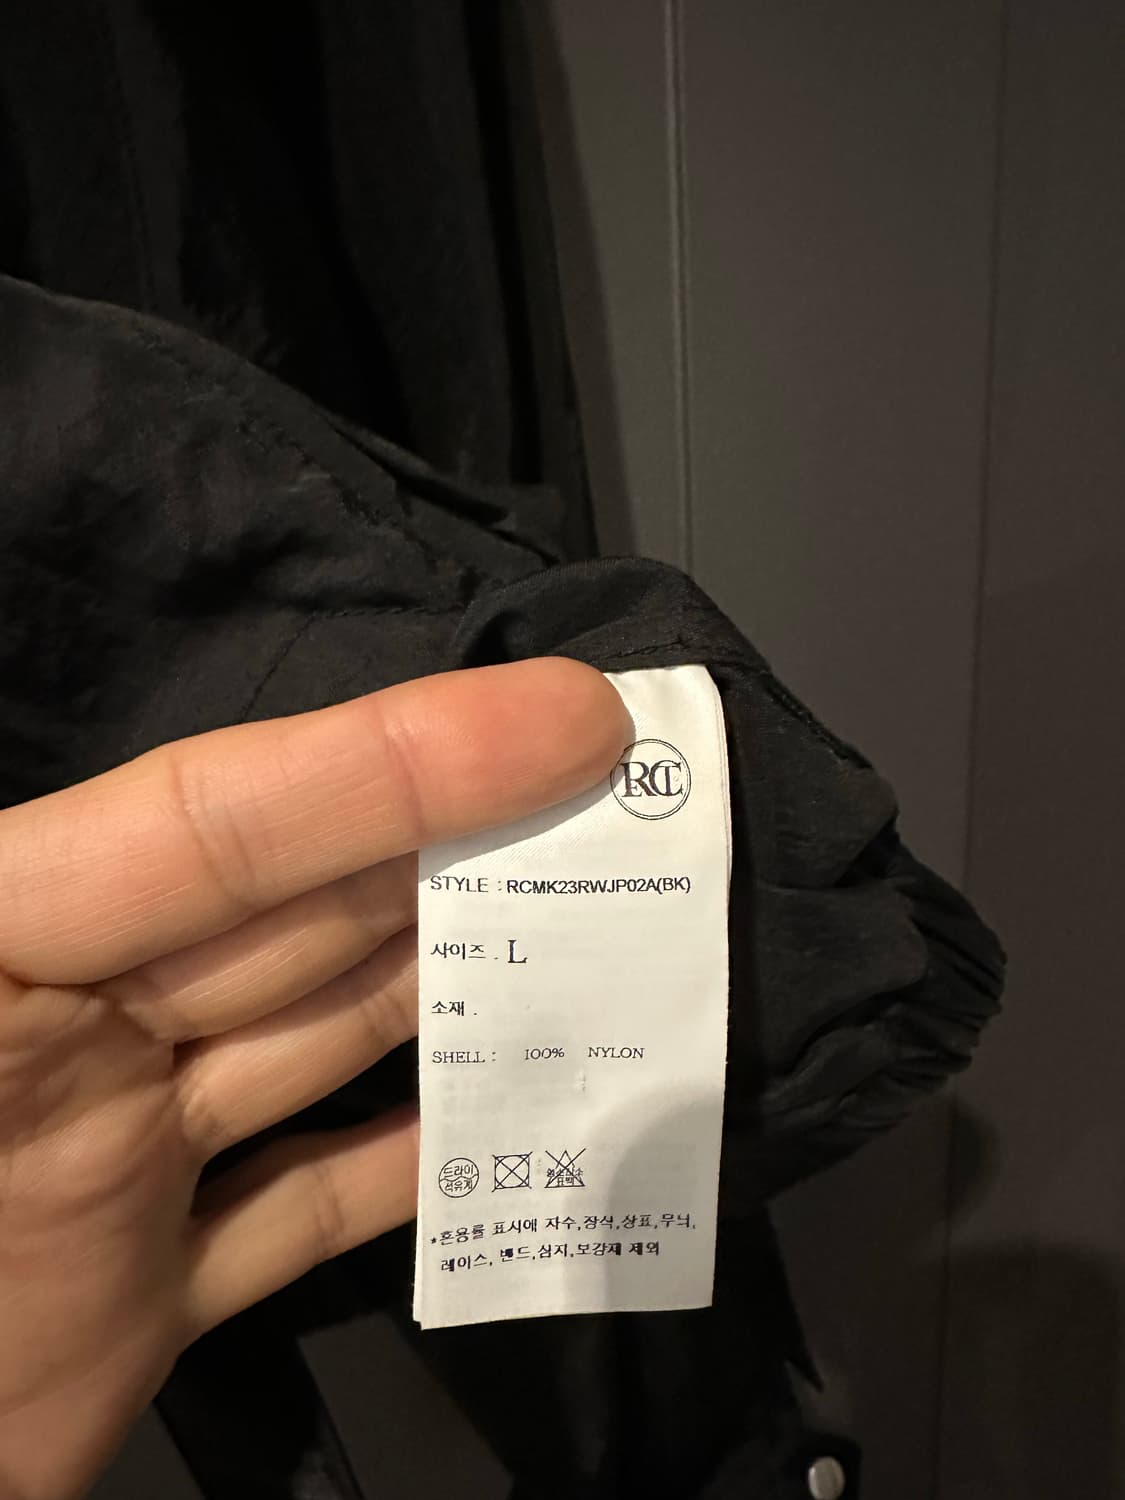 RC
STYLE : RCMK23RWJP02A(BK)
사이즈 . L
소재 .
SHELL : 100% NYLON
드라이
석유계
표백
*혼용률 표시에 자수,장식,상표,무늬,
레이스, 밴드,심지,보강재 제외